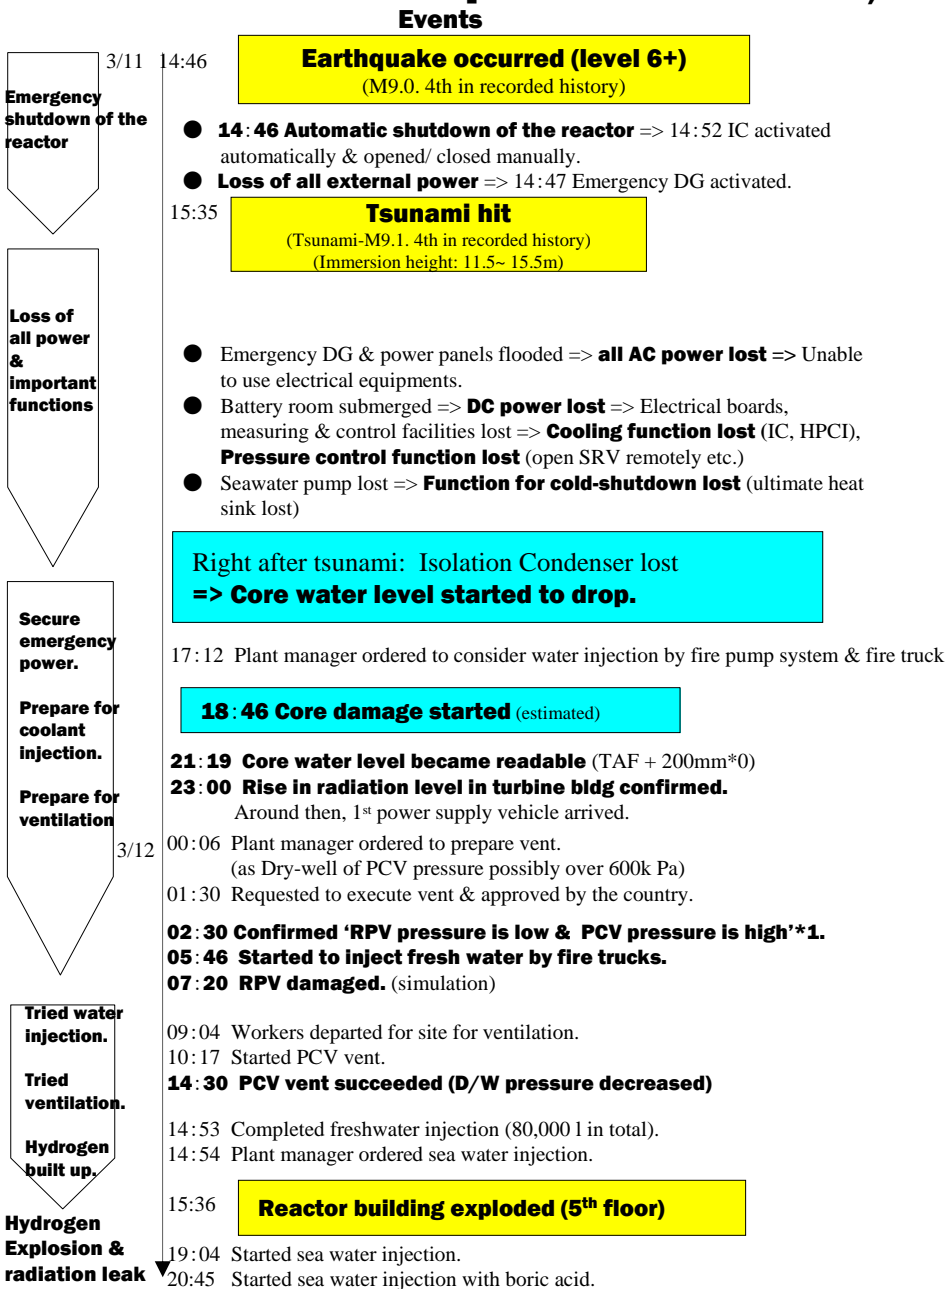 Events
3/11 14:46
Earthquake occurred (level 6+)
(M9.0. 4th in recorded history)
Emergency
shutdown of the
reactor
● 14:46 Automatic shutdown of the reactor => 14:52 IC activated
automatically & opened/ closed manually.
● Loss of all external power => 14:47 Emergency DG activated.
15:35
Tsunami hit
(Tsunami-M9.1. 4th in recorded history)
(Immersion height: 11.5~ 15.5m)
Loss of
all power
&
important
functions
● Emergency DG & power panels flooded => all AC power lost => Unable
to use electrical equipments.
● Battery room submerged => DC power lost => Electrical boards,
measuring & control facilities lost => Cooling function lost (IC, HPCI),
Pressure control function lost (open SRV remotely etc.)
● Seawater pump lost => Function for cold-shutdown lost (ultimate heat
sink lost)
Right after tsunami: Isolation Condenser lost
=> Core water level started to drop.
Secure
emergency
power.
Prepare for
coolant
injection.
Prepare for
ventilation
17:12 Plant manager ordered to consider water injection by fire pump system & fire truck
18:46 Core damage started (estimated)
21:19 Core water level became readable (TAF + 200mm*0)
23:00 Rise in radiation level in turbine bldg confirmed.
Around then, 1st power supply vehicle arrived.
3/12
00:06 Plant manager ordered to prepare vent.
(as Dry-well of PCV pressure possibly over 600k Pa)
01:30 Requested to execute vent & approved by the country.
02:30 Confirmed ‘RPV pressure is low & PCV pressure is high’*1.
05:46 Started to inject fresh water by fire trucks.
07:20 RPV damaged. (simulation)
Tried water
injection.
Tried
ventilation.
Hydrogen
built up.
09:04 Workers departed for site for ventilation.
10:17 Started PCV vent.
14:30 PCV vent succeeded (D/W pressure decreased)
14:53 Completed freshwater injection (80,000 l in total).
14:54 Plant manager ordered sea water injection.
15:36
Reactor building exploded (5th floor)
Hydrogen
Explosion &
radiation leak
19:04 Started sea water injection.
20:45 Started sea water injection with boric acid.